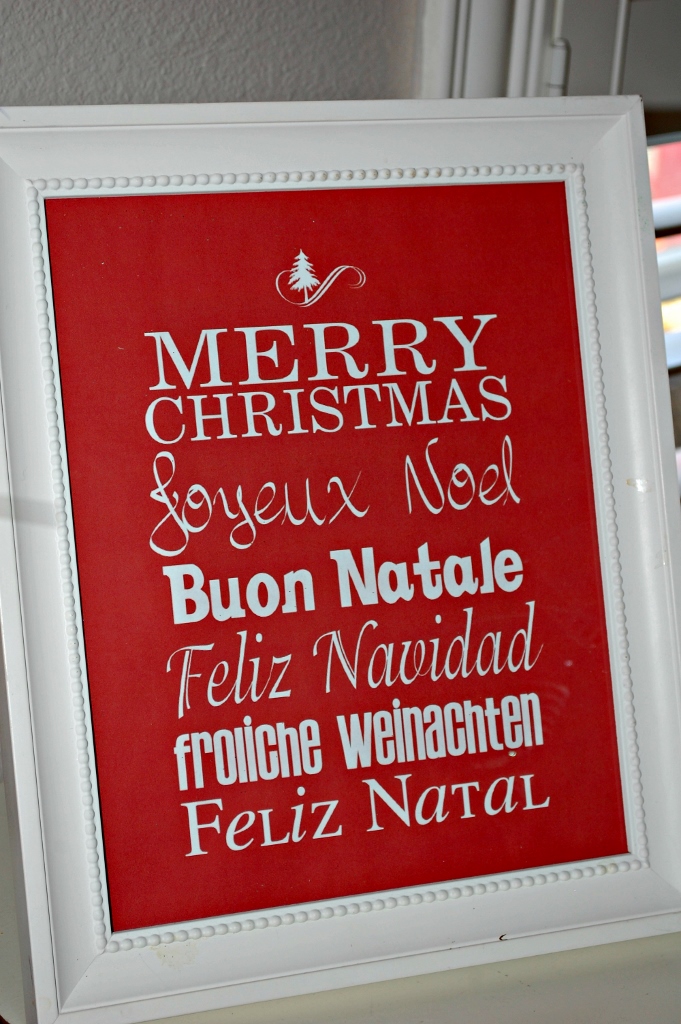 MERRY
CHRISTMAS
Joyeux Noel
Buon Natale
Feliz Navidad
froliche weinachten
Feliz Natal